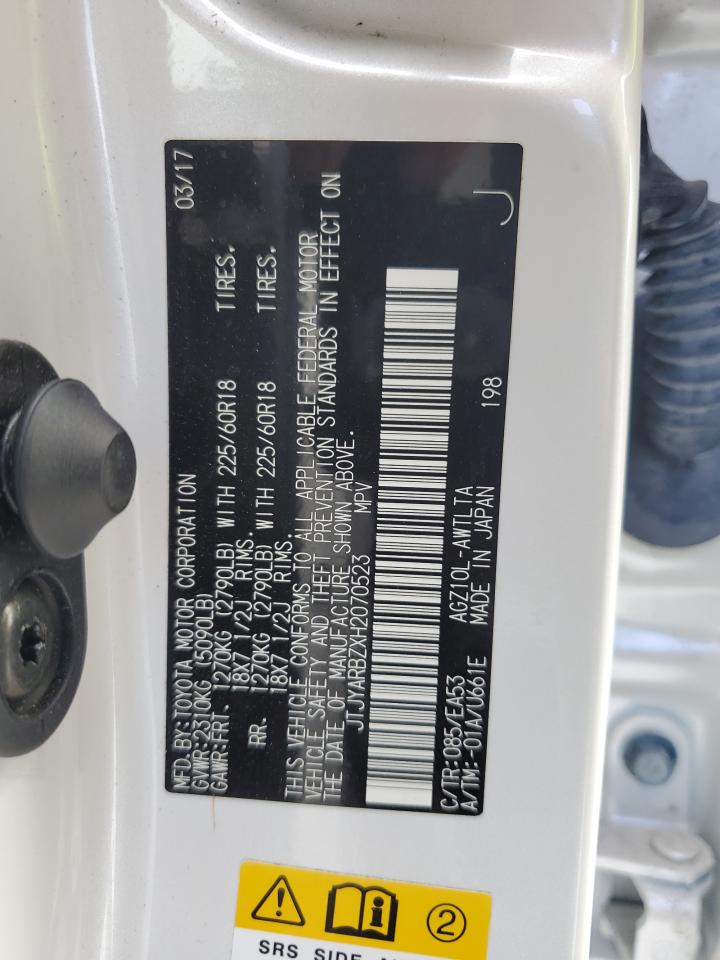 MFD.BY:TOYOTA MOTOR CORPORATION 03/17
GVWR:2310KG (5090LB)
GAWR:FRT. 1270KG (2790LB) WITH 225/60R18 TIRES.
18X7 1/2J RIMS.
RR. 1270KG (2790LB) WITH 225/60R18 TIRES.
18X7 1/2J RIMS.
THIS VEHICLE CONFORMS TO ALL APPLICABLE FEDERAL MOTOR
VEHICLE SAFETY AND THEFT PREVENTION STANDARDS IN EFFECT ON
THE DATE OF MANUFACTURE SHOWN ABOVE.
JTJYARBZXH2070523 MPV
C/TR:085/EA53 AGZ10L-AWTLTA
A/TM:-01A/U661E MADE IN JAPAN 198
J
2
SRS SIDE